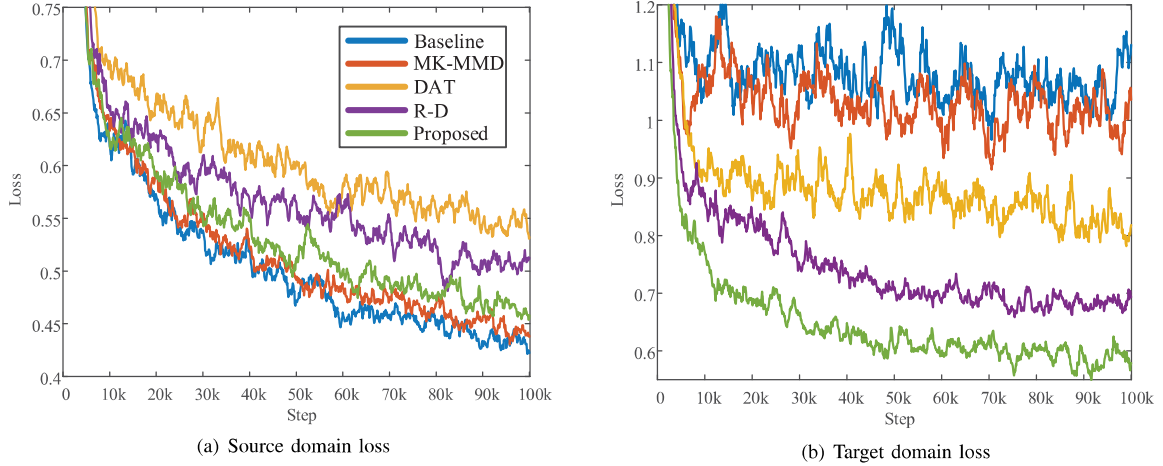 0.75
0.7
0.65
0.6
0.55
0.5
0.45
0.4
Loss
0 10k 20k 30k 40k 50k 60k 70k 80k 90k 100k
Step
Baseline
MK-MMD
DAT
R-D
Proposed
(a) Source domain loss
1.2
1.1
1
0.9
0.8
0.7
0.6
Loss
0 10k 20k 30k 40k 50k 60k 70k 80k 90k 100k
Step
(b) Target domain loss